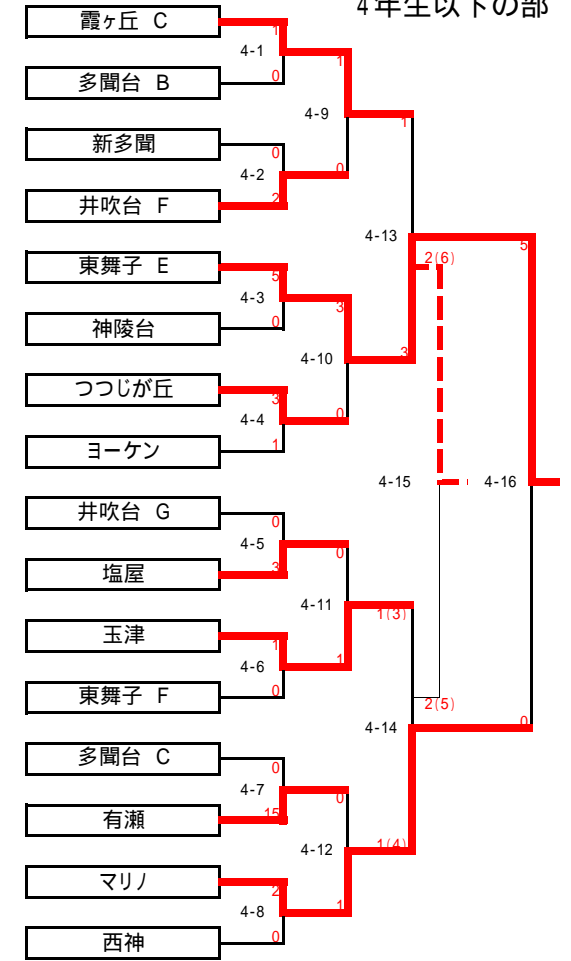 4年生以下の部
霞ヶ丘 C
1
4-1
1
多聞台 B
0
4-9
新多聞
0
1
4-2
0
井吹台 F
2
4-13
5
東舞子 E
2(6)
5
4-3
3
神陵台
0
4-10
3
つつじが丘
3
4-4
0
ヨーケン
1
4-15
4-16
井吹台 G
0
4-5
0
塩屋
3
4-11
1(3)
玉津
1
4-6
1
東舞子 F
0
2(5)
4-14
0
多聞台 C
0
4-7
0
有瀬
15
4-12
1(4)
マリノ
2
4-8
1
西神
0